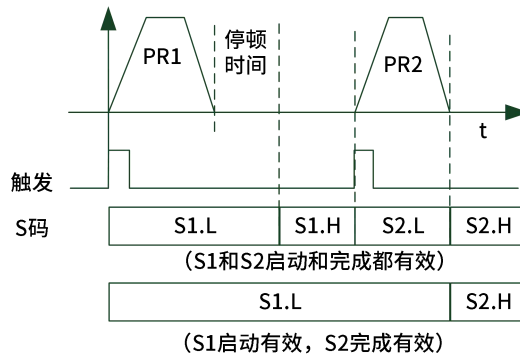 PR1
停顿
时间
PR2
t
触发
S码
S1.L S1.H S2.L S2.H
（S1和S2启动和完成都有效）
S1.L S2.H
（S1启动有效，S2完成有效）